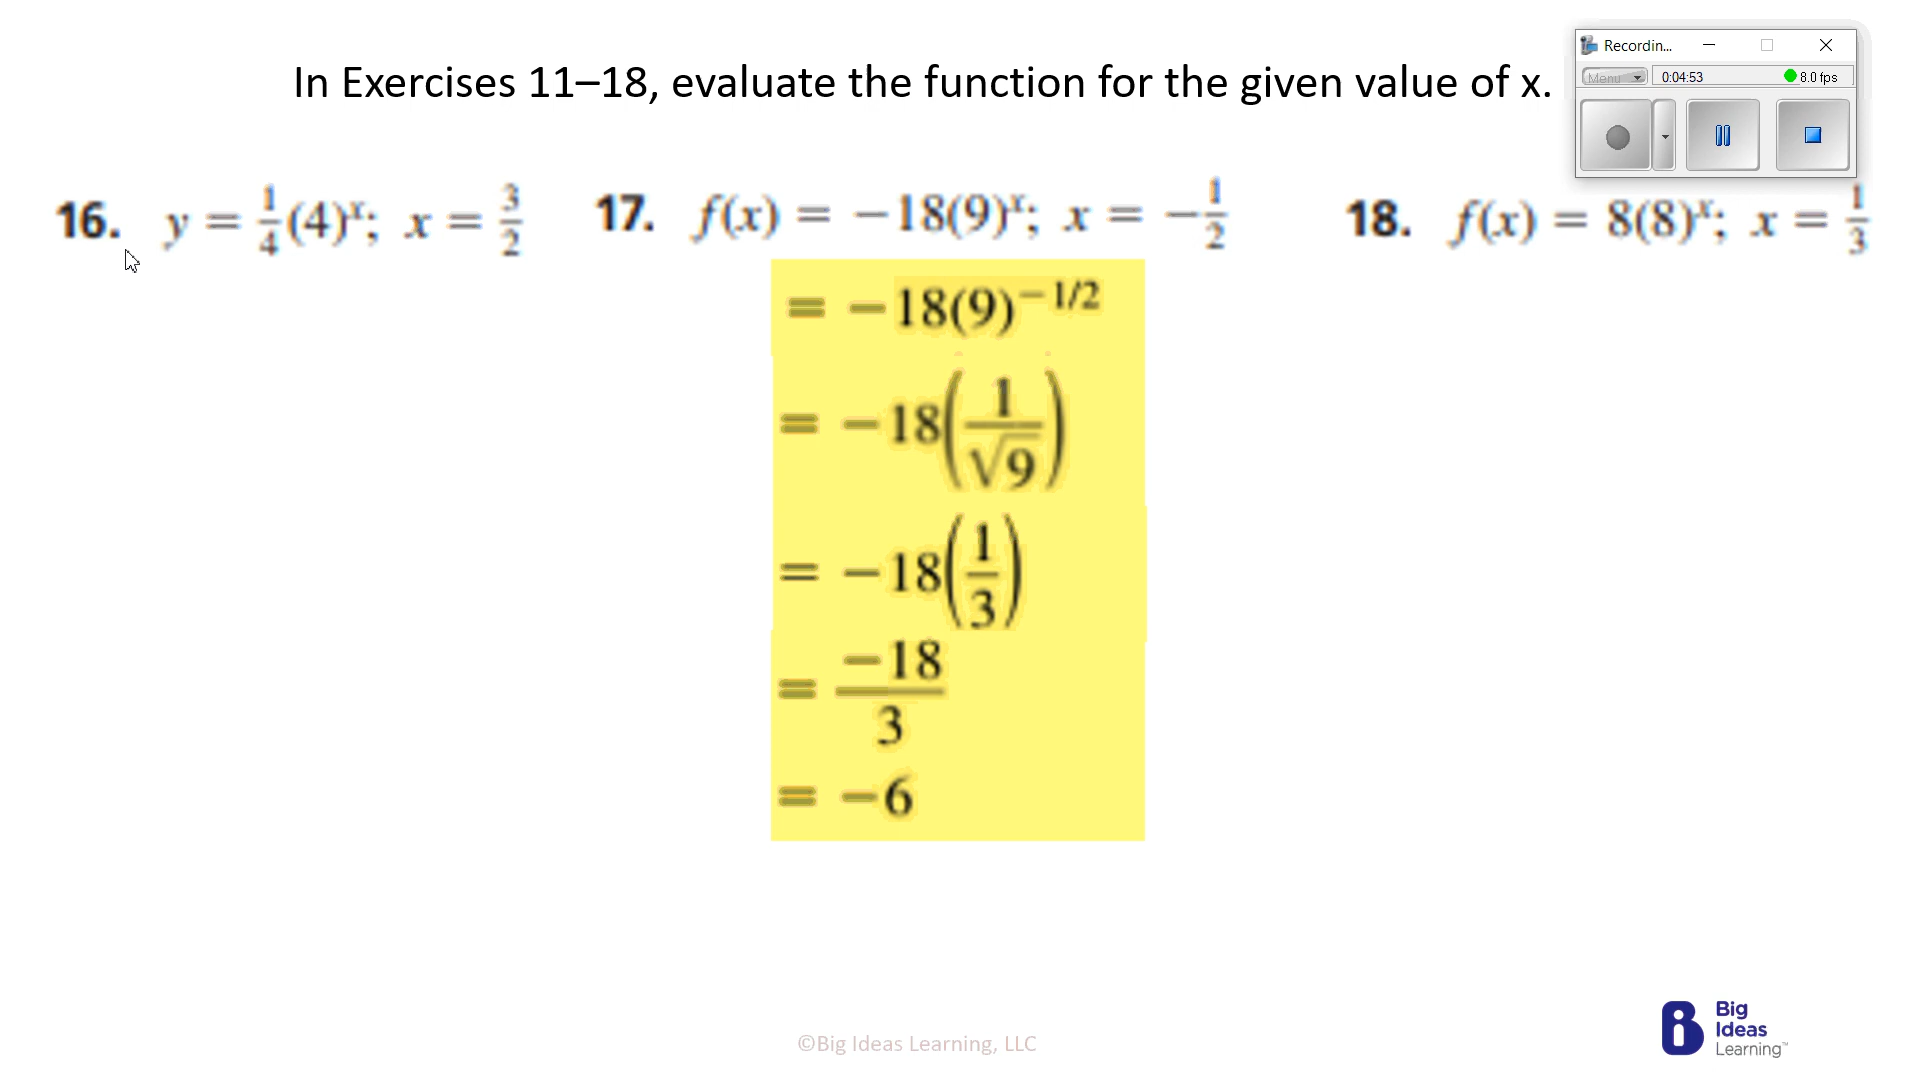 In Exercises 11–18, evaluate the function for the given value of x.
Recordin...
Menu 0:04:53 8.0 fps
16. y = 1/4(4)^x; x = 3/2
17. f(x) = −18(9)^x; x = −1/2
18. f(x) = 8(8)^x; x = 1/3
= −18(9)^−1/2
= −18(1/√9)
= −18(1/3)
= −18/3
= −6
©Big Ideas Learning, LLC
Big
Ideas
Learning™